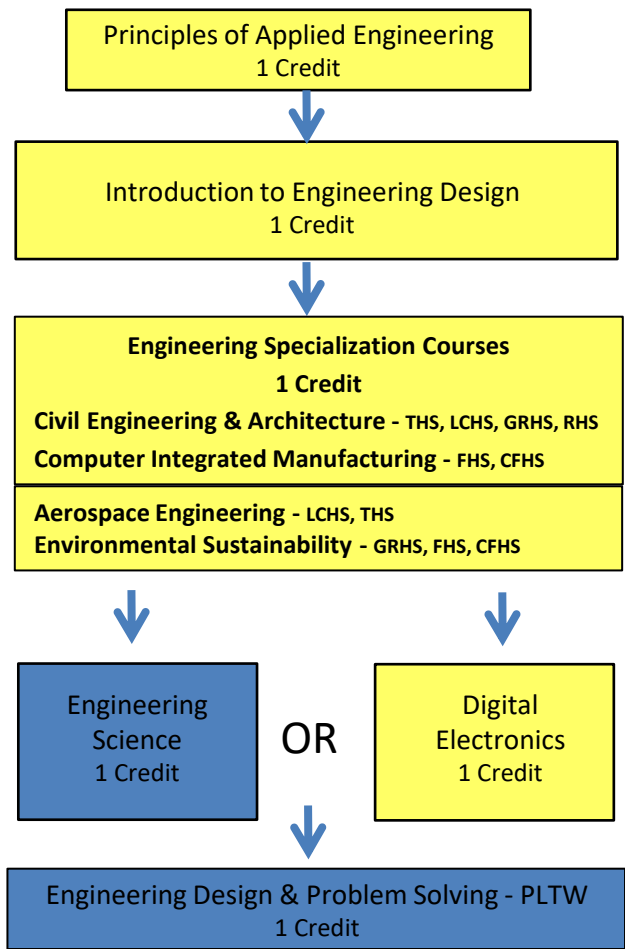 Principles of Applied Engineering
1 Credit
Introduction to Engineering Design
1 Credit
Engineering Specialization Courses
1 Credit
Civil Engineering & Architecture - THS, LCHS, GRHS, RHS
Computer Integrated Manufacturing - FHS, CFHS
Aerospace Engineering - LCHS, THS
Environmental Sustainability - GRHS, FHS, CFHS
Engineering
Science
1 Credit
OR
Digital
Electronics
1 Credit
Engineering Design & Problem Solving - PLTW
1 Credit